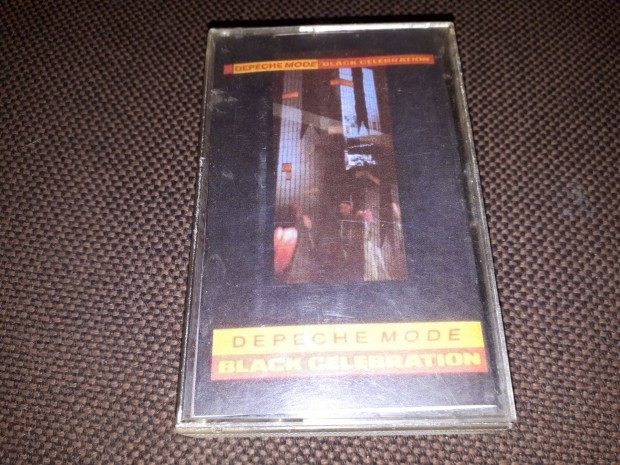 DEPECHE MODE BLACK CELEBRATION
DEPECHE MODE
BLACK CELEBRATION